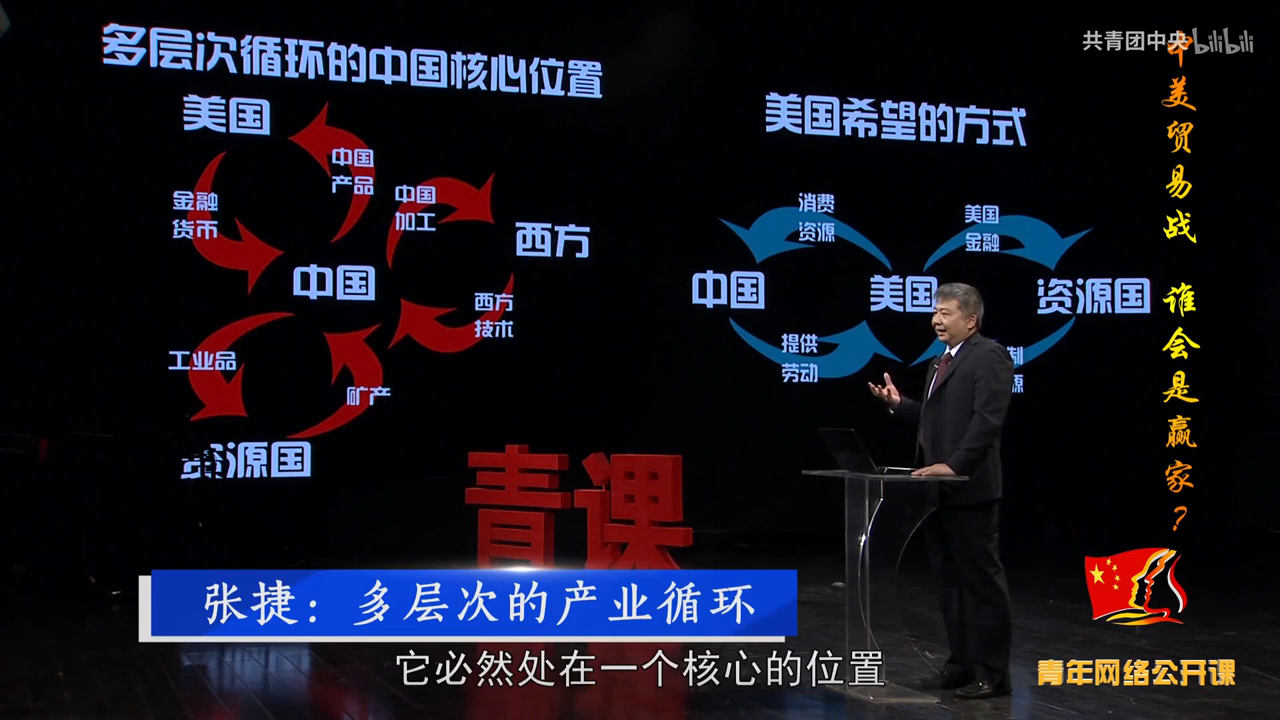 共青团中央 bilibili
多层次循环的中国核心位置
美国
中国
产品
金融
货币
中国
加工
西方
中国
西方
技术
工业品
矿产
资源国
美国希望的方式
消费
资源
美国
金融
中国
美国
资源国
提供
劳动
制
源
中美贸易战 谁会是赢家？
青课
张捷：多层次的产业循环
它必然处在一个核心的位置
青年网络公开课